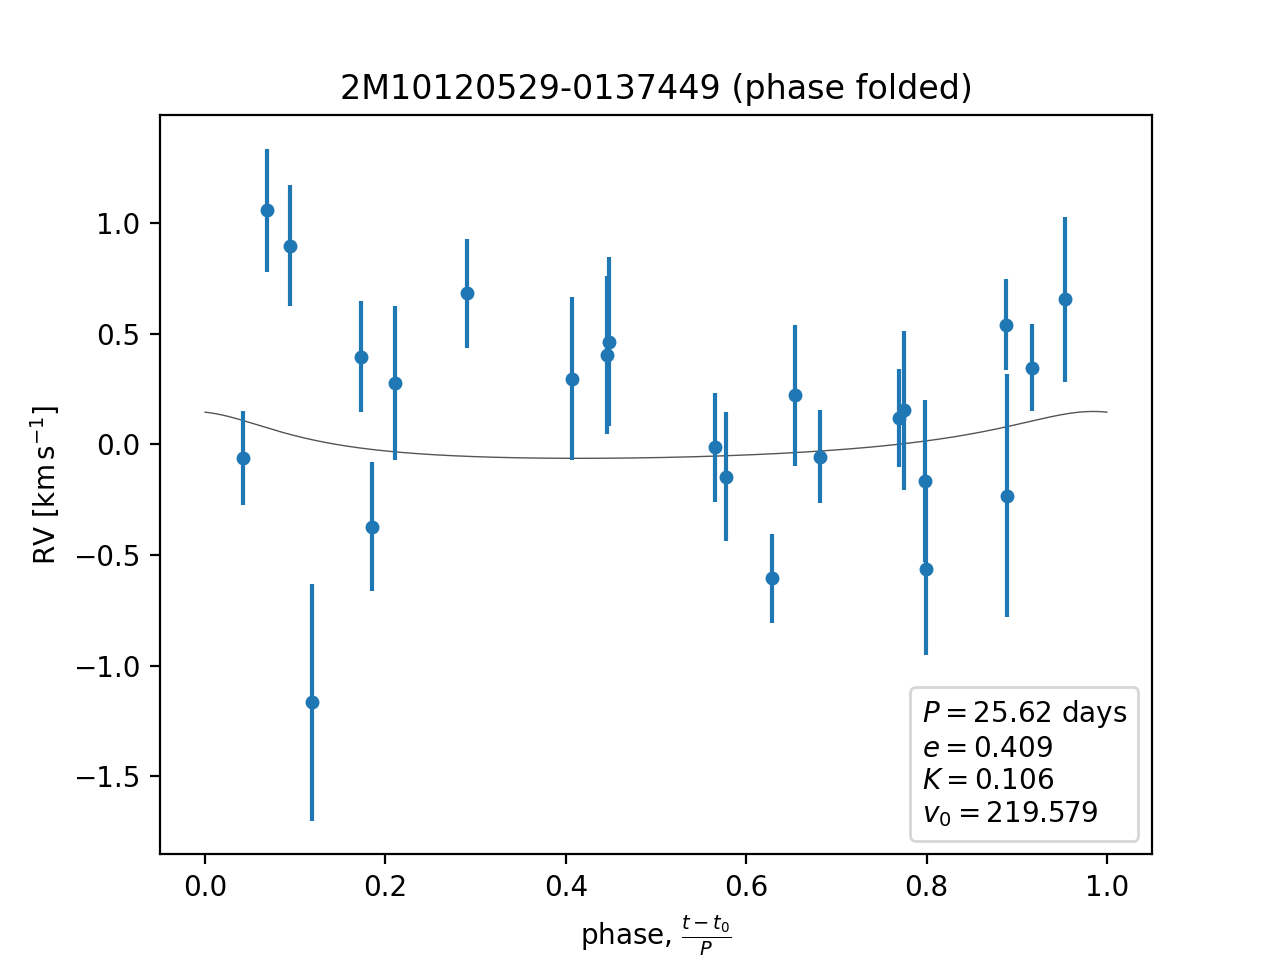 2M10120529-0137449 (phase folded)
RV [km s⁻¹]
1.0
0.5
0.0
−0.5
−1.0
−1.5
P = 25.62 days
e = 0.409
K = 0.106
v₀ = 219.579
0.0 0.2 0.4 0.6 0.8 1.0
phase, (t − t₀)/P